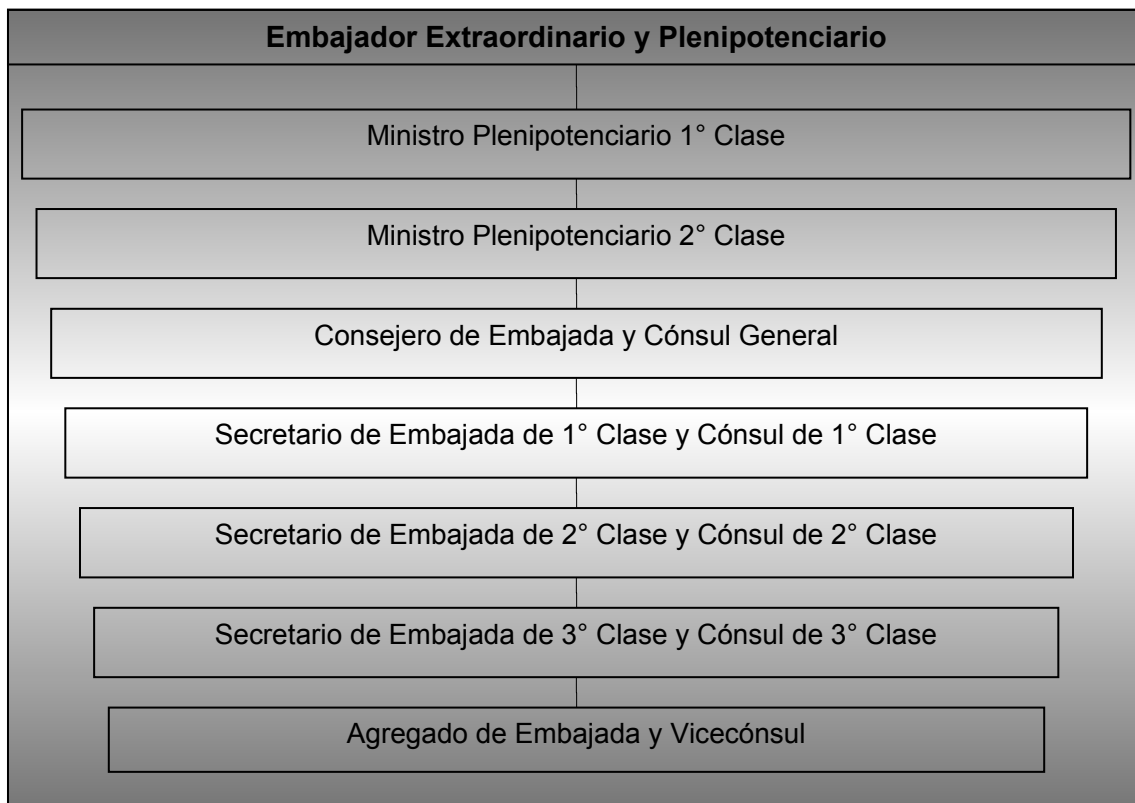 Embajador Extraordinario y Plenipotenciario
Ministro Plenipotenciario 1° Clase
Ministro Plenipotenciario 2° Clase
Consejero de Embajada y Cónsul General
Secretario de Embajada de 1° Clase y Cónsul de 1° Clase
Secretario de Embajada de 2° Clase y Cónsul de 2° Clase
Secretario de Embajada de 3° Clase y Cónsul de 3° Clase
Agregado de Embajada y Vicecónsul